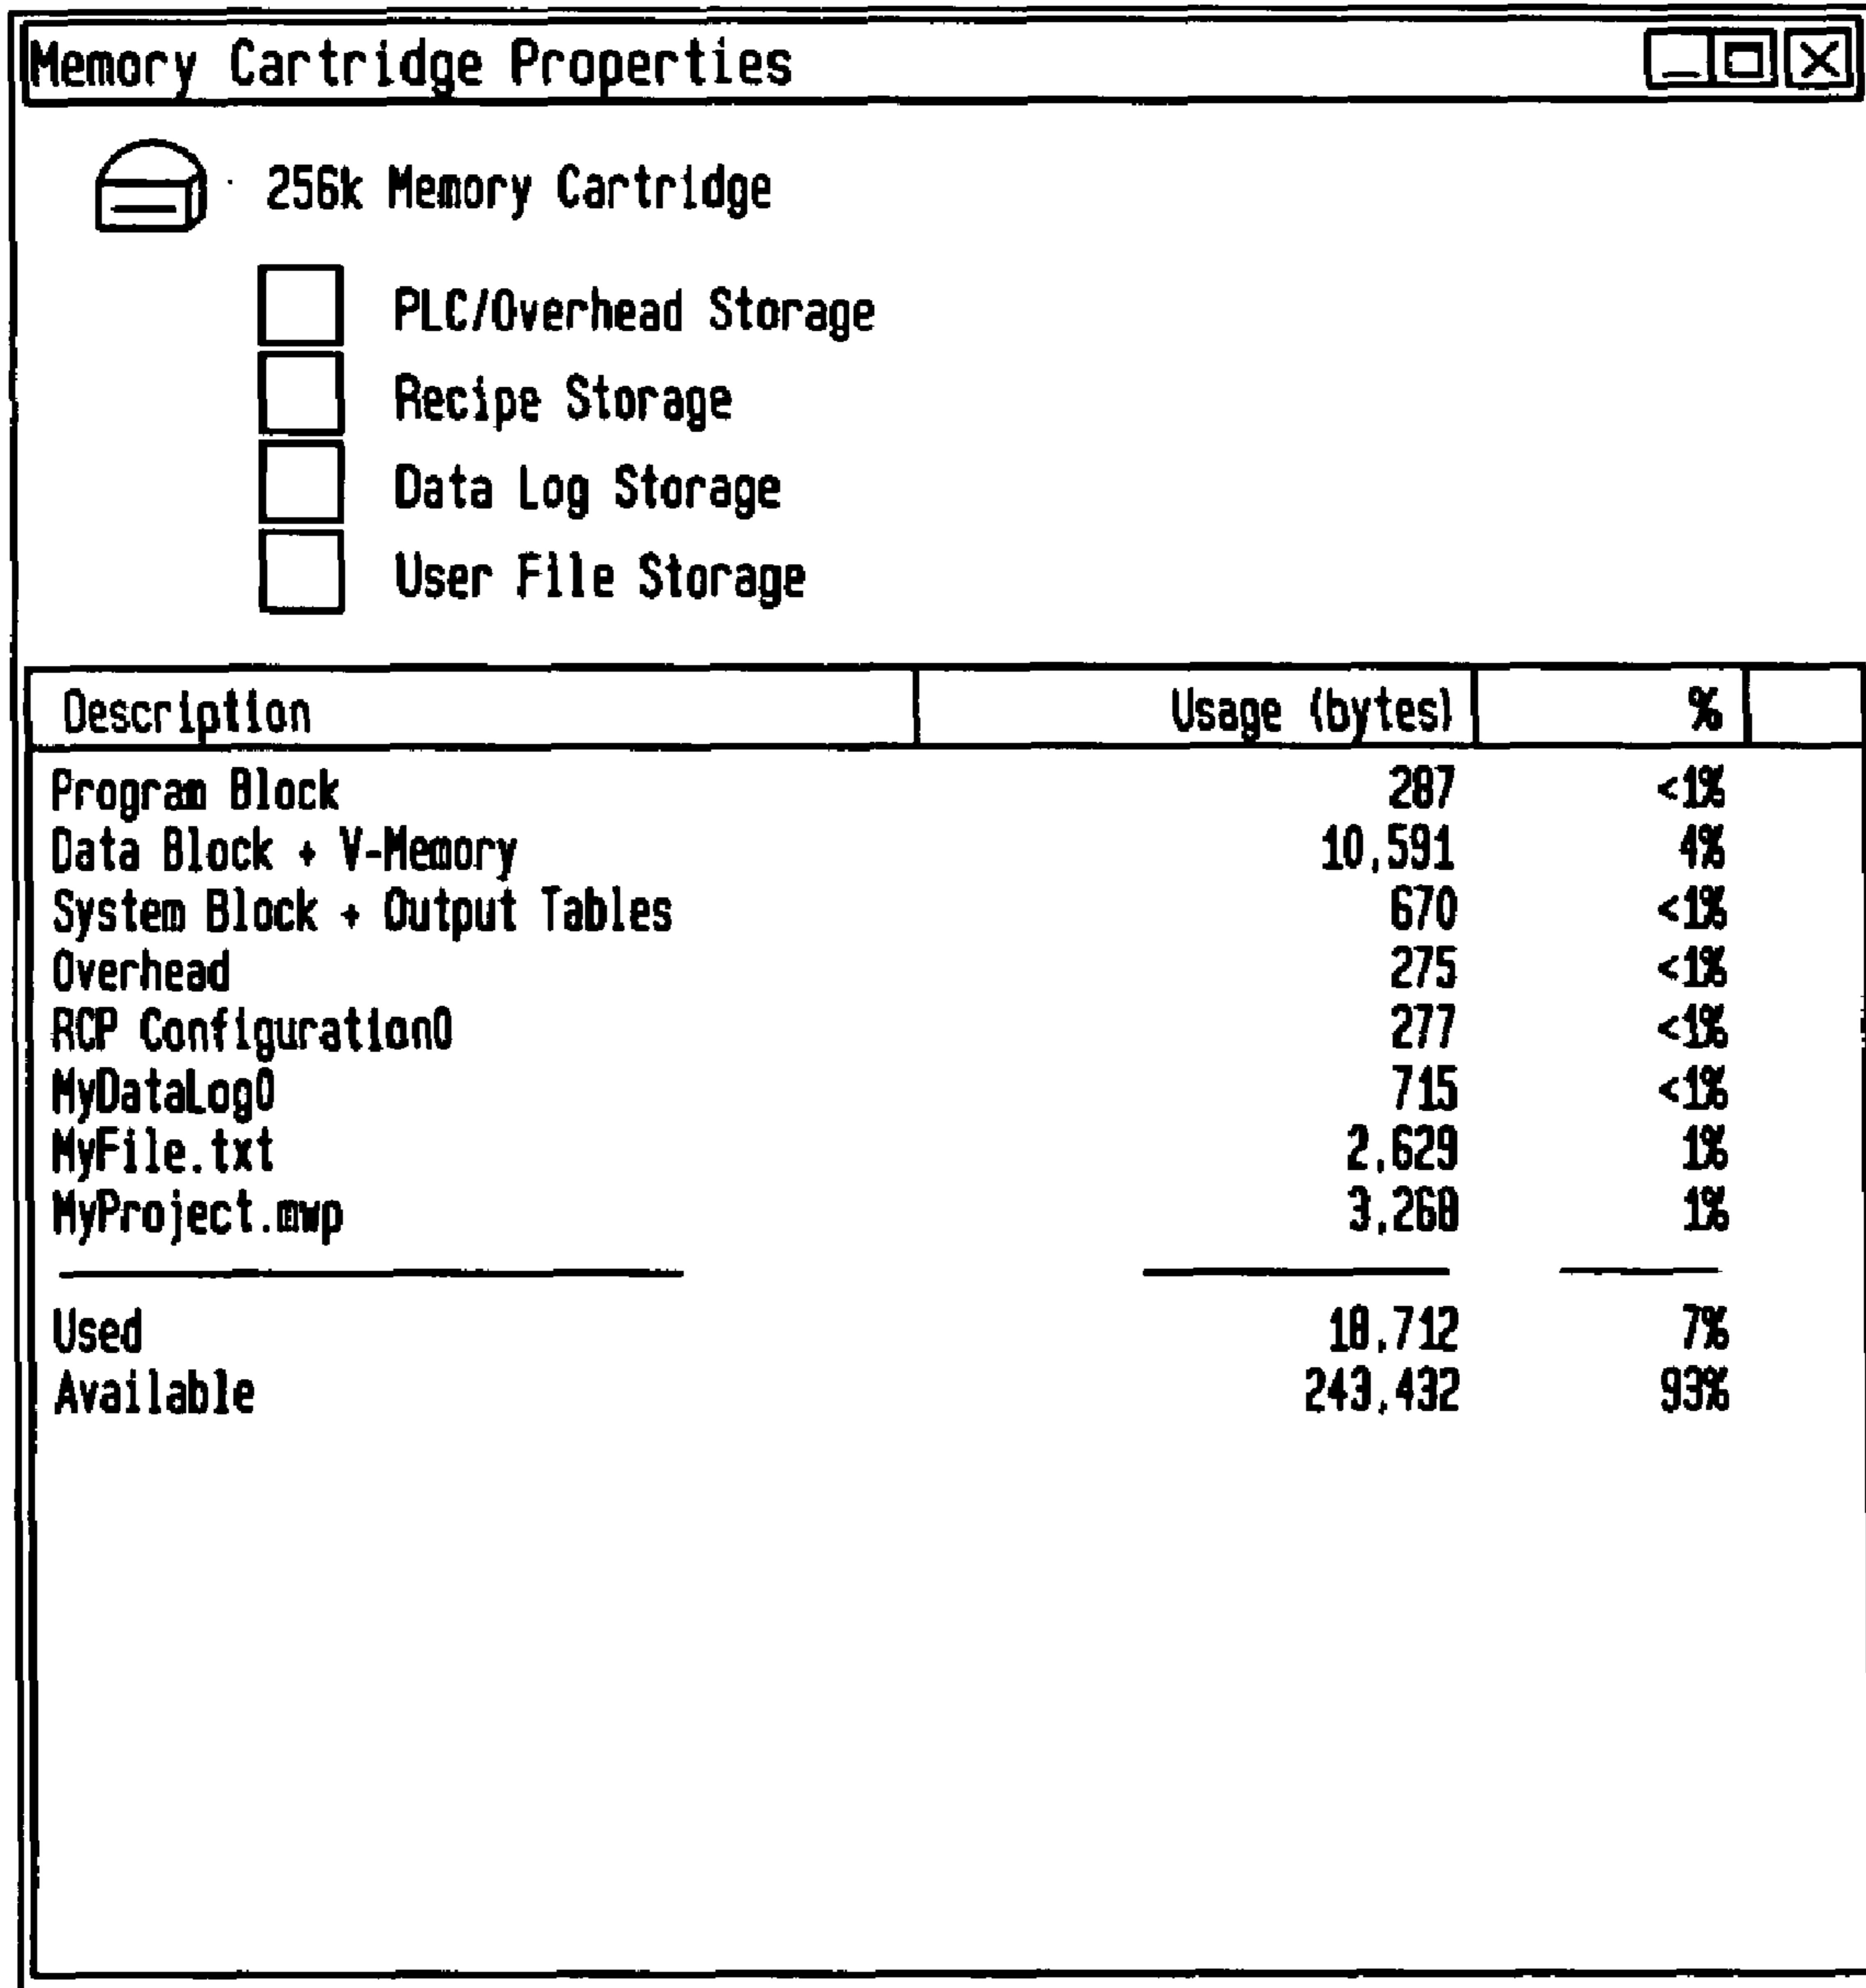 Memory Cartridge Properties
256k Memory Cartridge
PLC/Overhead Storage
Recipe Storage
Data Log Storage
User File Storage
Description Usage (bytes) %
Program Block 287 <1%
Data Block + V-Memory 10,591 4%
System Block + Output Tables 670 <1%
Overhead 275 <1%
RCP Configuration0 277 <1%
MyDataLog0 715 <1%
MyFile.txt 2,629 1%
MyProject.mwp 3,268 1%
Used 18,712 7%
Available 243,432 93%